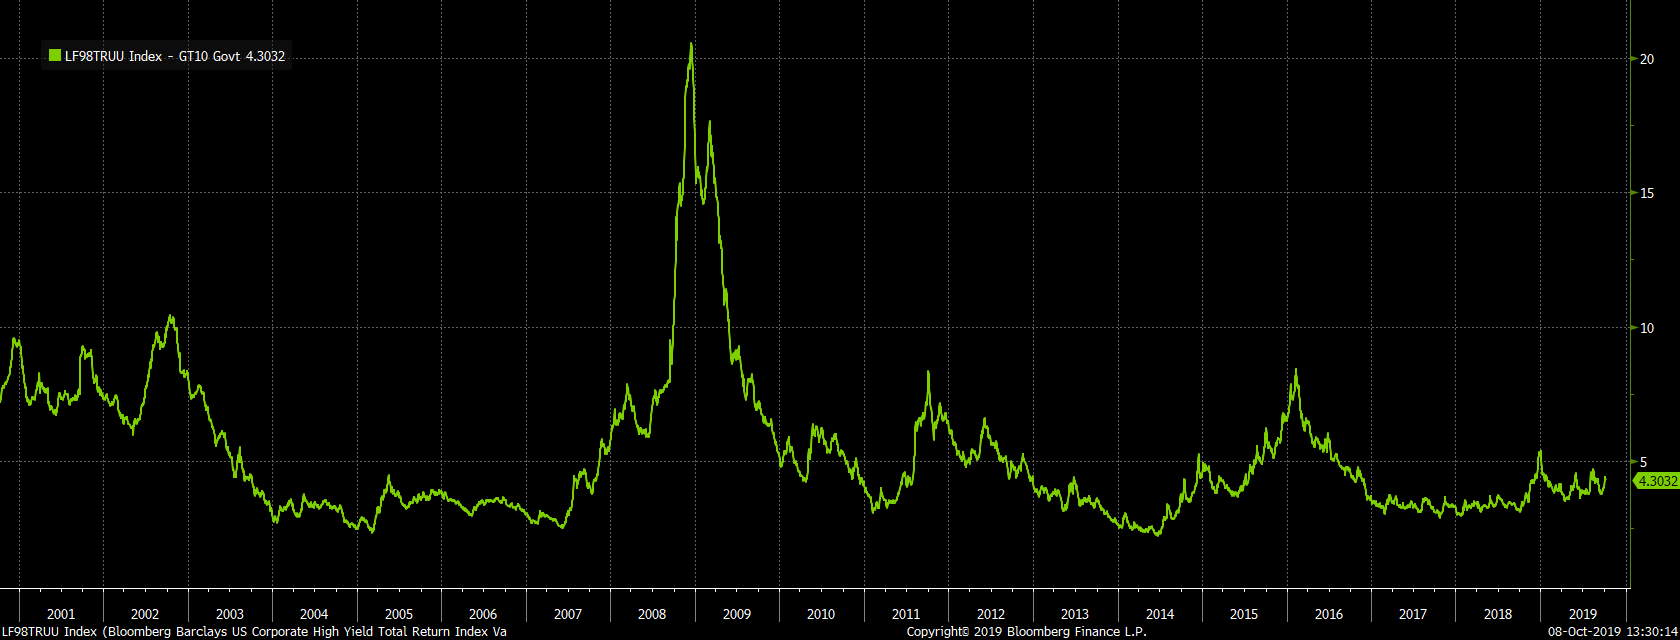 LF98TRUU Index - GT10 Govt 4.3032
20
15
10
5
4.3032
2001 2002 2003 2004 2005 2006 2007 2008 2009 2010 2011 2012 2013 2014 2015 2016 2017 2018 2019
LF98TRUU Index (Bloomberg Barclays US Corporate High Yield Total Return Index Va Copyright© 2019 Bloomberg Finance L.P. 08-Oct-2019 13:30:14